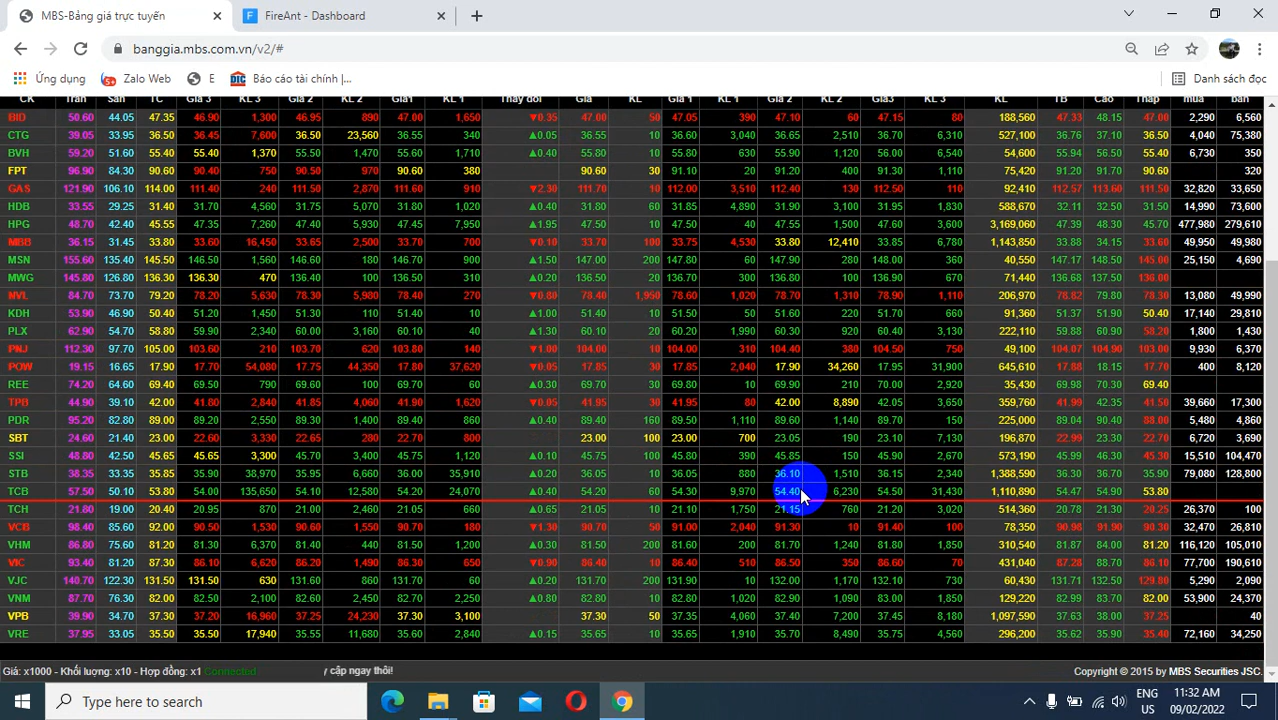 MBS-Bảng giá trực tuyến
FireAnt - Dashboard
banggia.mbs.com.vn/v2/#
Ứng dụng Zalo Web E DIC Báo cáo tài chính |... Danh sách đọc
CK Trần Sàn TC Giá 3 KL 3 Giá 2 KL 2 Giá1 KL 1 Thay đổi Giá KL Giá 1 KL 1 Giá 2 KL 2 Giá3 KL 3 KL TB Cao Thấp mua bán
BID 50.60 44.05 47.35 46.90 1,300 46.95 890 47.00 1,650 ▼0.35 47.00 50 47.05 390 47.10 60 47.15 80 188,560 47.33 48.15 47.00 2,290 6,560
CTG 39.05 33.95 36.50 36.45 7,600 36.50 23,560 36.55 340 ▲0.05 36.55 10 36.60 3,040 36.65 2,510 36.70 6,310 527,100 36.76 37.10 36.50 4,040 75,380
BVH 59.20 51.60 55.40 55.40 1,370 55.50 1,470 55.60 1,710 ▲0.40 55.80 10 55.80 630 55.90 1,120 56.00 6,540 54,600 55.94 56.50 55.40 6,730 350
FPT 96.90 84.30 90.60 90.40 750 90.50 970 90.60 380 90.60 30 91.10 20 91.20 400 91.30 1,110 75,420 91.20 91.70 90.60 320
GAS 121.90 106.10 114.00 111.40 240 111.50 2,870 111.60 910 ▼2.30 111.70 10 112.00 3,510 112.40 130 112.50 450 92,410 112.57 113.60 111.50 32,820 33,650
HDB 33.55 29.25 31.40 31.70 4,560 31.75 5,070 31.80 1,020 ▲0.40 31.80 60 31.85 4,890 31.90 3,100 31.95 1,830 588,670 32.11 32.50 31.50 14,990 73,600
HPG 48.70 42.40 45.55 47.35 7,260 47.40 5,930 47.45 7,950 ▲1.95 47.50 10 47.50 40 47.55 1,500 47.60 3,600 3,169,060 47.34 48.30 45.70 477,980 279,610
MBB 36.15 31.45 33.80 33.60 16,450 33.65 2,500 33.70 700 ▼0.10 33.70 100 33.75 4,530 33.80 12,410 33.85 6,780 1,143,850 33.88 34.15 33.60 49,950 49,980
MSN 155.60 135.40 145.50 146.50 1,560 146.60 180 146.70 900 ▲1.50 147.00 200 147.80 60 147.90 280 148.00 360 40,550 147.17 148.50 145.00 25,150 4,690
MWG 145.80 126.80 136.30 136.30 470 136.40 100 136.50 310 ▲0.20 136.50 20 136.70 300 136.80 100 136.90 670 71,440 136.68 137.50 136.00
NVL 84.70 73.70 79.20 78.20 5,630 78.30 5,980 78.40 270 ▼0.80 78.40 1,950 78.60 1,020 78.70 1,310 78.90 1,110 206,970 78.82 79.80 78.30 13,080 49,990
KDH 53.90 46.90 50.40 51.20 1,450 51.30 110 51.40 10 ▲1.00 51.40 10 51.50 50 51.60 220 51.70 660 91,360 51.37 51.90 50.40 17,140 29,810
PLX 62.90 54.70 58.80 59.90 2,340 60.00 3,160 60.10 40 ▲1.30 60.10 20 60.20 1,990 60.30 920 60.40 3,130 222,110 59.88 60.90 58.20 1,800 1,430
PNJ 112.30 97.70 105.00 103.60 210 103.70 620 103.80 140 ▼1.00 104.00 10 104.00 310 104.40 380 104.50 750 49,100 104.07 104.90 103.50 9,930 6,370
POW 19.15 16.65 17.90 17.70 54,080 17.75 44,350 17.80 37,620 ▼0.05 17.85 30 17.85 2,040 17.90 34,260 17.95 31,900 645,610 17.88 18.15 17.70 400 8,120
REE 74.20 64.60 69.40 69.50 790 69.60 100 69.70 60 ▲0.30 69.70 30 69.80 10 69.90 210 70.00 2,920 35,430 69.98 70.30 69.40
TPB 44.90 39.10 42.00 41.80 2,840 41.85 4,060 41.90 1,620 ▼0.05 41.95 30 41.95 80 42.00 8,890 42.05 3,650 359,760 41.99 42.35 41.50 39,660 17,300
PDR 95.20 82.80 89.00 89.20 2,550 89.30 1,400 89.40 110 ▲0.40 89.40 160 89.50 1,110 89.60 1,140 89.70 150 225,000 89.04 90.40 88.00 5,480 4,860
SBT 24.60 21.40 23.00 22.60 3,330 22.65 280 22.70 800 23.00 100 23.00 700 23.05 190 23.10 7,130 196,870 22.99 23.30 22.70 6,720 3,690
SSI 48.80 42.50 45.65 45.65 3,300 45.70 3,400 45.75 1,120 ▲0.10 45.75 10 45.80 390 45.85 150 45.90 2,670 573,190 45.99 46.50 45.30 15,510 104,470
STB 38.35 33.35 35.85 35.90 38,970 35.95 6,660 36.00 35,910 ▲0.20 36.05 10 36.05 880 36.10 1,510 36.15 2,340 1,388,590 36.30 36.70 35.75 79,080 128,800
TCB 57.50 50.10 53.80 54.00 135,650 54.10 12,580 54.20 24,070 ▲0.40 54.20 60 54.30 9,970 54.40 6,230 54.50 31,430 1,110,890 54.47 54.90 53.80
TCH 21.80 19.00 20.40 20.95 870 21.00 2,460 21.05 660 ▲0.65 21.05 10 21.10 1,750 21.15 760 21.20 3,020 514,360 20.78 21.30 20.25 26,370 100
VCB 98.40 85.60 92.00 90.50 1,530 90.60 1,550 90.70 180 ▼1.30 90.70 50 91.00 2,040 91.30 10 91.40 100 78,350 90.98 91.90 90.30 32,470 26,810
VHM 86.80 75.60 81.20 81.30 6,370 81.40 440 81.50 1,200 ▲0.30 81.50 200 81.60 200 81.70 1,240 81.80 1,850 310,540 81.87 84.00 81.20 116,120 105,010
VIC 93.40 81.20 87.30 86.10 6,620 86.20 1,490 86.30 650 ▼0.90 86.40 10 86.40 510 86.50 350 86.60 70 431,040 87.28 88.70 86.10 77,700 190,610
VJC 140.70 122.30 131.50 131.50 630 131.60 860 131.70 60 ▲0.20 131.70 200 131.90 10 132.00 1,170 132.10 1,030 60,430 131.71 132.50 129.80 5,290 2,090
VNM 87.70 76.30 82.00 82.50 2,100 82.60 2,450 82.70 2,250 ▲0.80 82.80 10 82.80 1,020 82.90 1,090 83.00 1,850 129,220 82.99 83.70 82.00 53,900 24,370
VPB 39.90 34.70 37.30 37.20 16,960 37.25 24,230 37.30 3,100 37.30 50 37.35 4,060 37.40 7,200 37.45 8,180 1,097,590 37.62 38.00 37.25 40
VRE 37.95 33.05 35.50 35.50 17,940 35.55 11,680 35.60 2,840 ▲0.15 35.65 10 35.65 1,910 35.70 8,490 35.75 4,560 296,200 35.62 35.90 35.40 72,160 34,250
Giá: x1000 - Khối lượng: x10 - Hợp đồng: x1 Connected y cập ngay thôi! Copyright © 2015 by MBS Securities JSC.
Type here to search ENG US 11:32 AM 09/02/2022